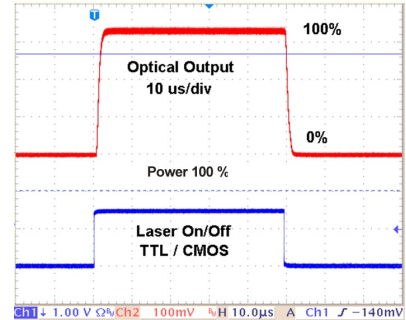 T
100%
Optical Output
10 us/div
0%
Power 100 %
Laser On/Off
TTL / CMOS
Ch1 1.00 V Ω Ch2 100mV H 10.0µs A Ch1 -140mV